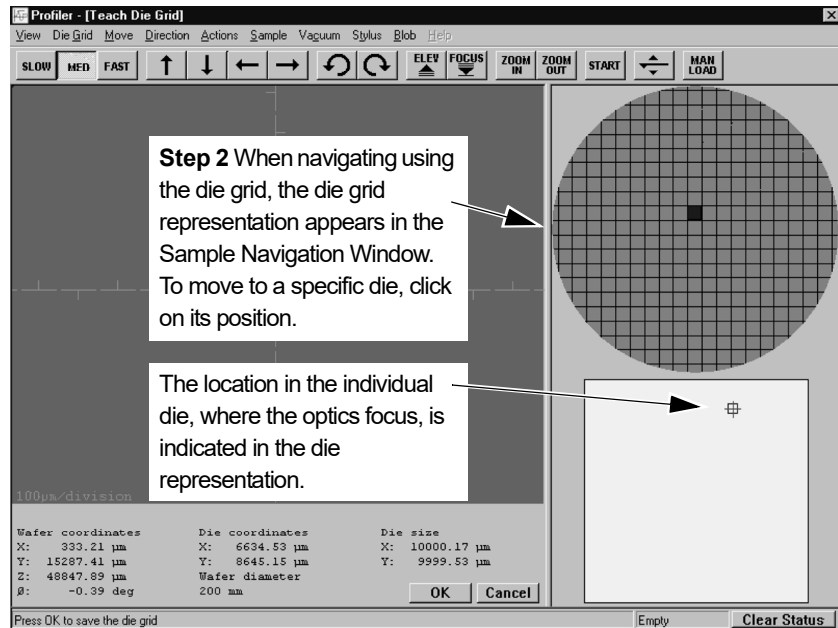 Profiler - [Teach Die Grid]
View Die Grid Move Direction Actions Sample Vacuum Stylus Blob Help
SLOW MED FAST ELEV FOCUS ZOOM IN ZOOM OUT START MAN LOAD
Step 2 When navigating using
the die grid, the die grid
representation appears in the
Sample Navigation Window.
To move to a specific die, click
on its position.
The location in the individual
die, where the optics focus, is
indicated in the die
representation.
100µm/division
Wafer coordinates Die coordinates Die size
X: 333.21 µm X: 6634.53 µm X: 10000.17 µm
Y: 15287.41 µm Y: 8645.15 µm Y: 9999.53 µm
Z: 48847.89 µm Wafer diameter
Ø: -0.39 deg 200 mm OK Cancel
Press OK to save the die grid Empty Clear Status